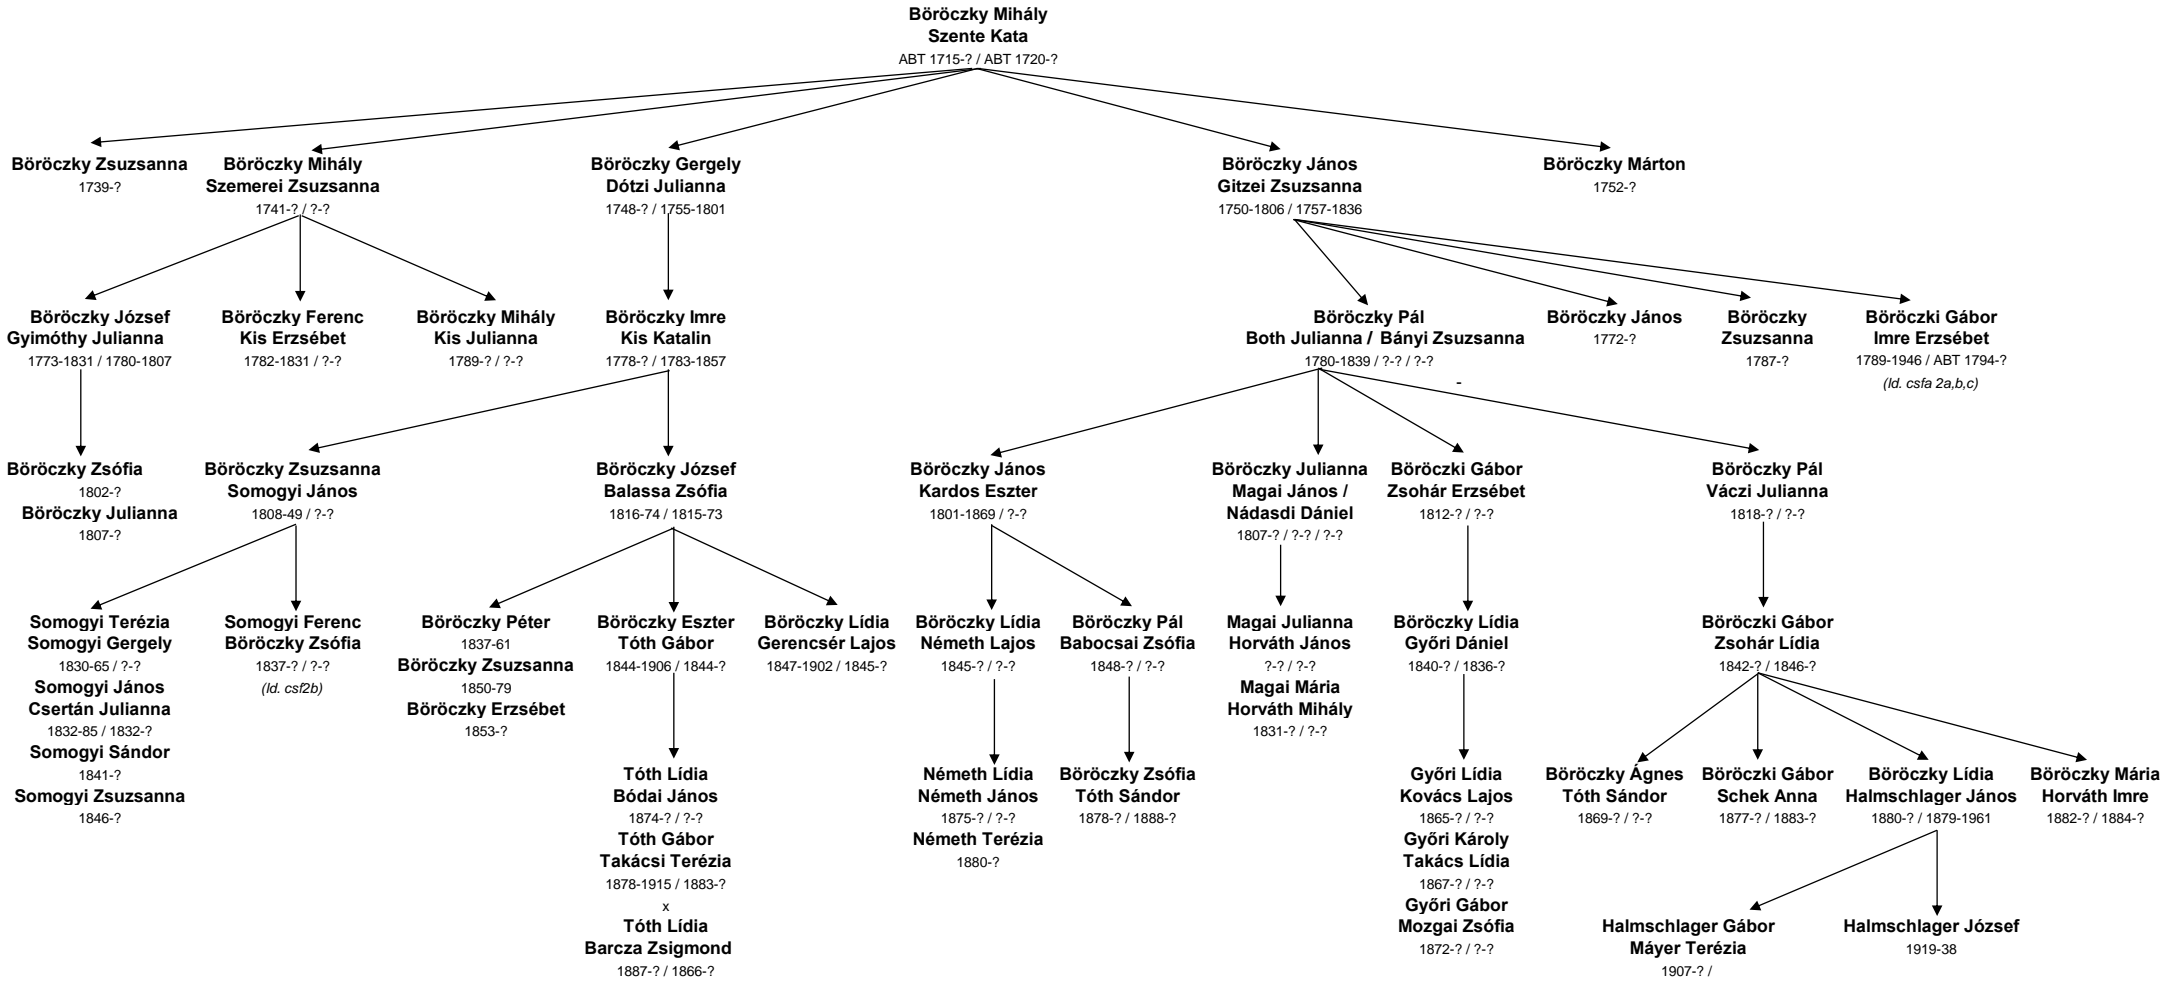 Böröczky Mihály
Szente Kata
ABT 1715-? / ABT 1720-?
Böröczky Zsuzsanna
1739-?
Böröczky Mihály
Szemerei Zsuzsanna
1741-? / ?-?
Böröczky Gergely
Dótzi Julianna
1748-? / 1755-1801
Böröczky János
Gitzei Zsuzsanna
1750-1806 / 1757-1836
Böröczky Márton
1752-?
Böröczky József
Gyimóthy Julianna
1773-1831 / 1780-1807
Böröczky Ferenc
Kis Erzsébet
1782-1831 / ?-?
Böröczky Mihály
Kis Julianna
1789-? / ?-?
Böröczky Imre
Kis Katalin
1778-? / 1783-1857
Böröczky Pál
Both Julianna / Bányi Zsuzsanna
1780-1839 / ?-? / ?-?
-
Böröczky János
1772-?
Böröczky
Zsuzsanna
1787-?
Böröczki Gábor
Imre Erzsébet
1789-1946 / ABT 1794-?
(ld. csfa 2a,b,c)
Böröczky Zsófia
1802-?
Böröczky Julianna
1807-?
Böröczky Zsuzsanna
Somogyi János
1808-49 / ?-?
Böröczky József
Balassa Zsófia
1816-74 / 1815-73
Böröczky János
Kardos Eszter
1801-1869 / ?-?
Böröczky Julianna
Magai János /
Nádasdi Dániel
1807-? / ?-? / ?-?
Böröczki Gábor
Zsohár Erzsébet
1812-? / ?-?
Böröczky Pál
Váczi Julianna
1818-? / ?-?
Somogyi Terézia
Somogyi Gergely
1830-65 / ?-?
Somogyi János
Csertán Julianna
1832-85 / 1832-?
Somogyi Sándor
1841-?
Somogyi Zsuzsanna
1846-?
Somogyi Ferenc
Böröczky Zsófia
1837-? / ?-?
(ld. csf2b)
Böröczky Péter
1837-61
Böröczky Zsuzsanna
1850-79
Böröczky Erzsébet
1853-?
Böröczky Eszter
Tóth Gábor
1844-1906 / 1844-?
Böröczky Lídia
Gerencsér Lajos
1847-1902 / 1845-?
Böröczky Lídia
Németh Lajos
1845-? / ?-?
Böröczky Pál
Babocsai Zsófia
1848-? / ?-?
Magai Julianna
Horváth János
?-? / ?-?
Magai Mária
Horváth Mihály
1831-? / ?-?
Böröczky Lídia
Győri Dániel
1840-? / 1836-?
Böröczki Gábor
Zsohár Lídia
1842-? / 1846-?
Tóth Lídia
Bódai János
1874-? / ?-?
Tóth Gábor
Takácsi Terézia
1878-1915 / 1883-?
x
Tóth Lídia
Barcza Zsigmond
1887-? / 1866-?
Németh Lídia
Németh János
1875-? / ?-?
Németh Terézia
1880-?
Böröczky Zsófia
Tóth Sándor
1878-? / 1888-?
Győri Lídia
Kovács Lajos
1865-? / ?-?
Győri Károly
Takács Lídia
1867-? / ?-?
Győri Gábor
Mozgai Zsófia
1872-? / ?-?
Böröczky Ágnes
Tóth Sándor
1869-? / ?-?
Böröczki Gábor
Schek Anna
1877-? / 1883-?
Böröczky Lídia
Halmschlager János
1880-? / 1879-1961
Böröczky Mária
Horváth Imre
1882-? / 1884-?
Halmschlager Gábor
Máyer Terézia
1907-? /
Halmschlager József
1919-38